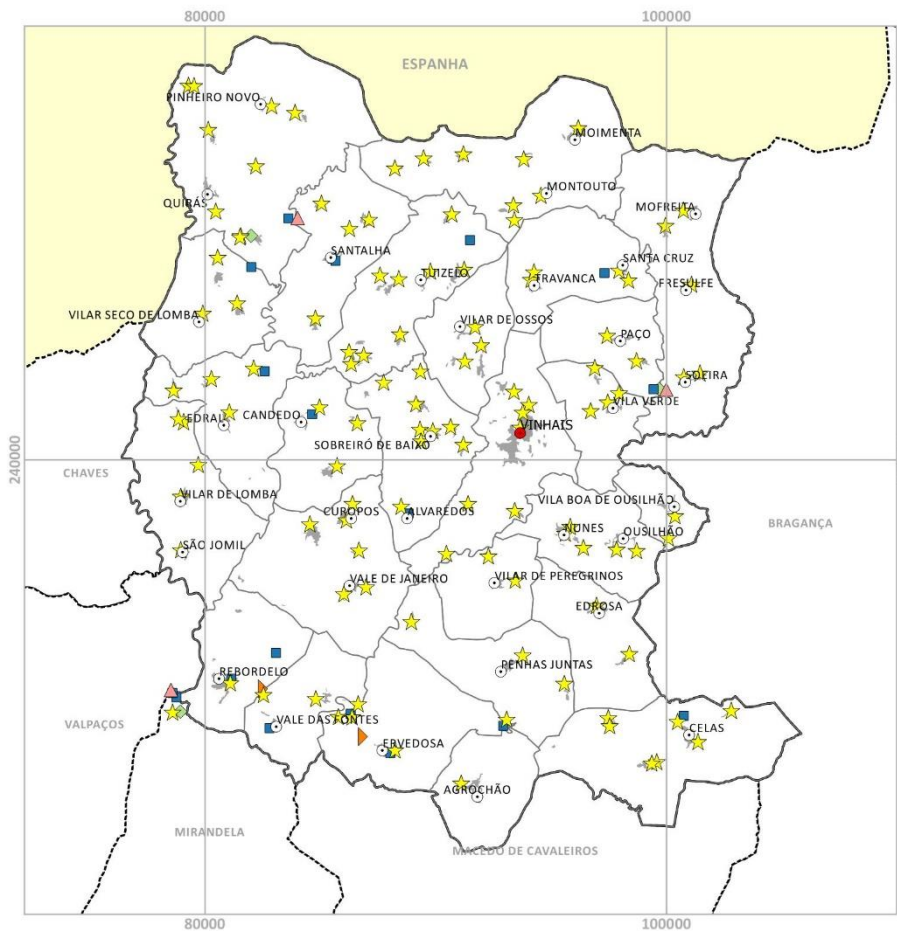 80000 100000
ESPANHA
PINHEIRO NOVO
MOIMENTA
MONTOUTO
QUIRÁS
MOFREITA
SANTALHA
SANTA CRUZ
TUIZELO
TRAVANCA
FRESULFE
VILAR SECO DE LOMBA
VILAR DE OSSOS
PAÇO
SOEIRA
VILA VERDE
EDRAL
CANDEDO
VINHAIS
SOBREIRÓ DE BAIXO
240000
CHAVES
VILAR DE LOMBA
VILA BOA DE OUSILHÃO
CUROPOS
ALVAREDOS
BRAGANÇA
NUNES
OUSILHÃO
SÃO JOMIL
VALE DE JANEIRO
VILAR DE PEREGRINOS
EDROSA
REBORDELO
PENHAS JUNTAS
VALPAÇOS
VALE DAS FONTES
CELAS
ERVEDOSA
AGROCHÃO
MIRANDELA
MACEDO DE CAVALEIROS
80000 100000